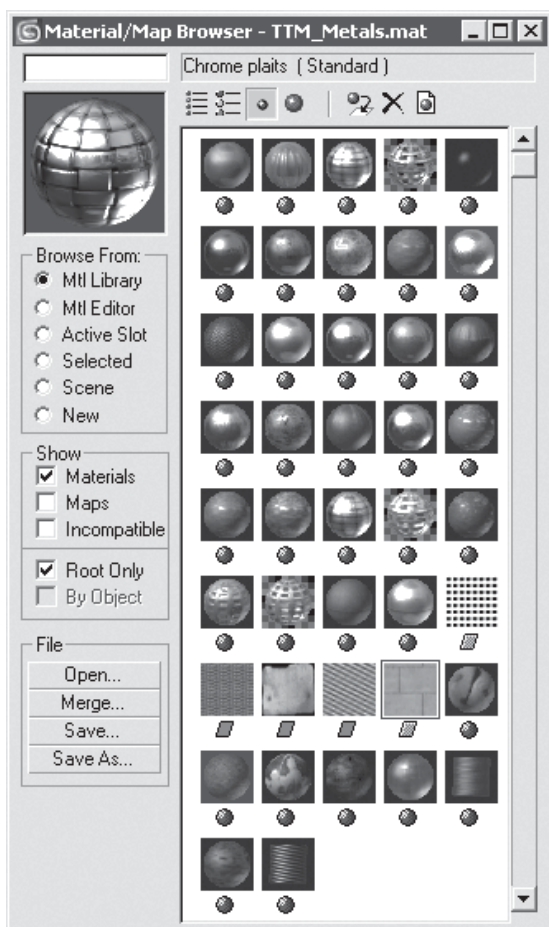 Material/Map Browser - TTM_Metals.mat
Chrome plaits ( Standard )
Browse From:
Mtl Library
Mtl Editor
Active Slot
Selected
Scene
New
Show
Materials
Maps
Incompatible
Root Only
By Object
File
Open...
Merge...
Save...
Save As...